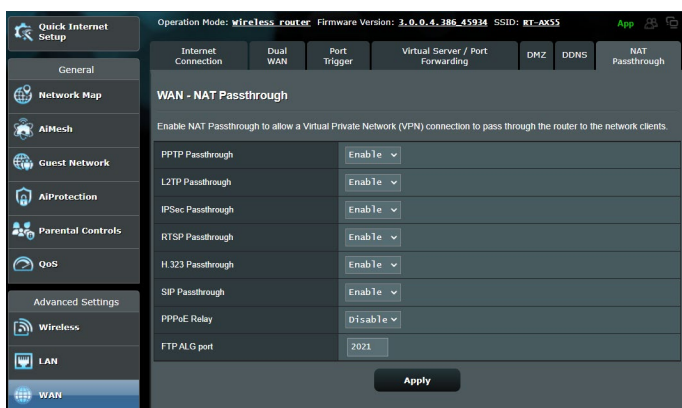 Quick Internet
Setup
Operation Mode: Wireless router Firmware Version: 3.0.0.4.386_45934 SSID: RT-AX55 App
Internet
Connection
Dual
WAN
Port
Trigger
Virtual Server / Port
Forwarding
DMZ
DDNS
NAT
Passthrough
General
Network Map
AiMesh
Guest Network
AiProtection
Parental Controls
QoS
Advanced Settings
Wireless
LAN
WAN
WAN - NAT Passthrough
Enable NAT Passthrough to allow a Virtual Private Network (VPN) connection to pass through the router to the network clients.
PPTP Passthrough Enable
L2TP Passthrough Enable
IPSec Passthrough Enable
RTSP Passthrough Enable
H.323 Passthrough Enable
SIP Passthrough Enable
PPPoE Relay Disable
FTP ALG port 2021
Apply